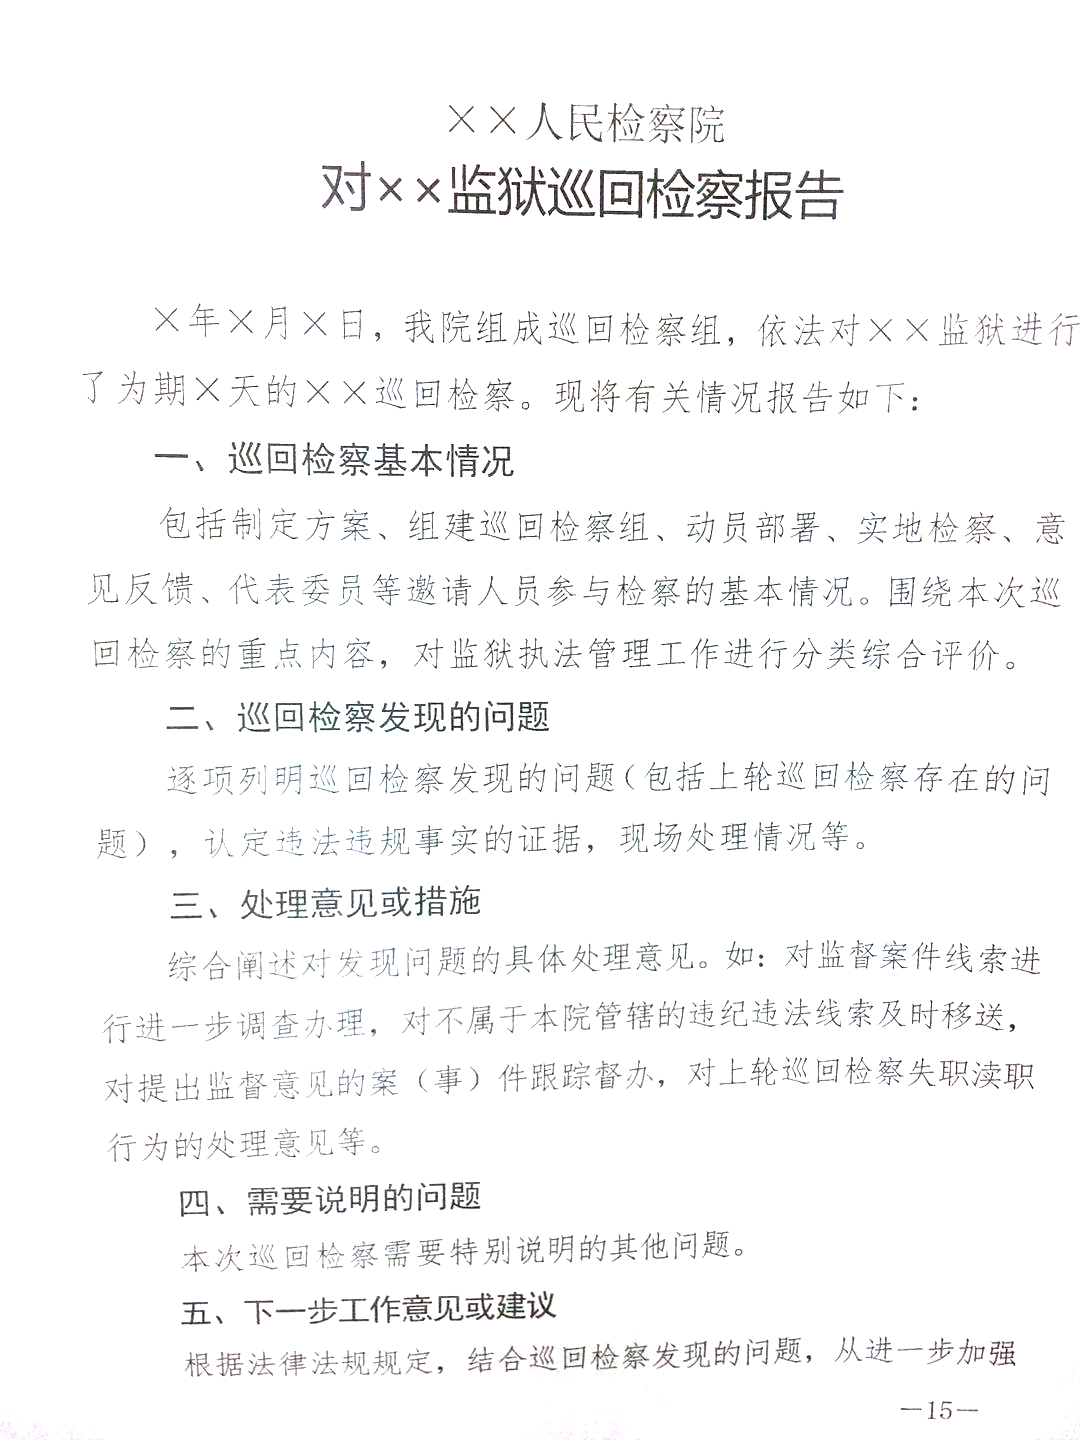 ××人民检察院
对××监狱巡回检察报告
×年×月×日，我院组成巡回检察组，依法对××监狱进行
了为期×天的××巡回检察。现将有关情况报告如下：
一、巡回检察基本情况
包括制定方案、组建巡回检察组、动员部署、实地检察、意
见反馈、代表委员等邀请人员参与检察的基本情况。围绕本次巡
回检察的重点内容，对监狱执法管理工作进行分类综合评价。
二、巡回检察发现的问题
逐项列明巡回检察发现的问题（包括上轮巡回检察存在的问
题），认定违法违规事实的证据，现场处理情况等。
三、处理意见或措施
综合阐述对发现问题的具体处理意见。如：对监督案件线索进
行进一步调查办理，对不属于本院管辖的违纪违法线索及时移送，
对提出监督意见的案（事）件跟踪督办，对上轮巡回检察失职渎职
行为的处理意见等。
四、需要说明的问题
本次巡回检察需要特别说明的其他问题。
五、下一步工作意见或建议
根据法律法规规定，结合巡回检察发现的问题，从进一步加强
—15—